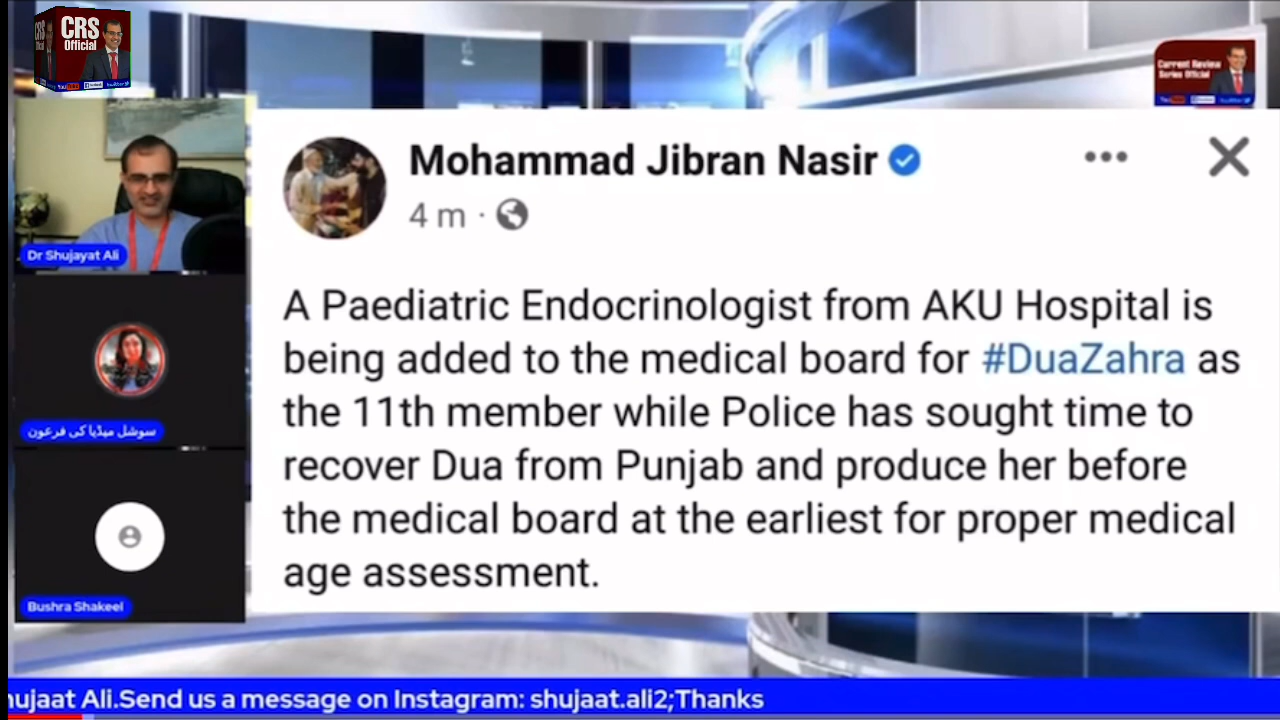 CRS
Official
Current Review
Series Official
Mohammad Jibran Nasir
4 m ·
A Paediatric Endocrinologist from AKU Hospital is
being added to the medical board for #DuaZahra as
the 11th member while Police has sought time to
recover Dua from Punjab and produce her before
the medical board at the earliest for proper medical
age assessment.
Dr Shujayat Ali
سوشل میڈیا کی فرعون
Bushra Shakeel
hujaat Ali.Send us a message on Instagram: shujaat.ali2;Thanks